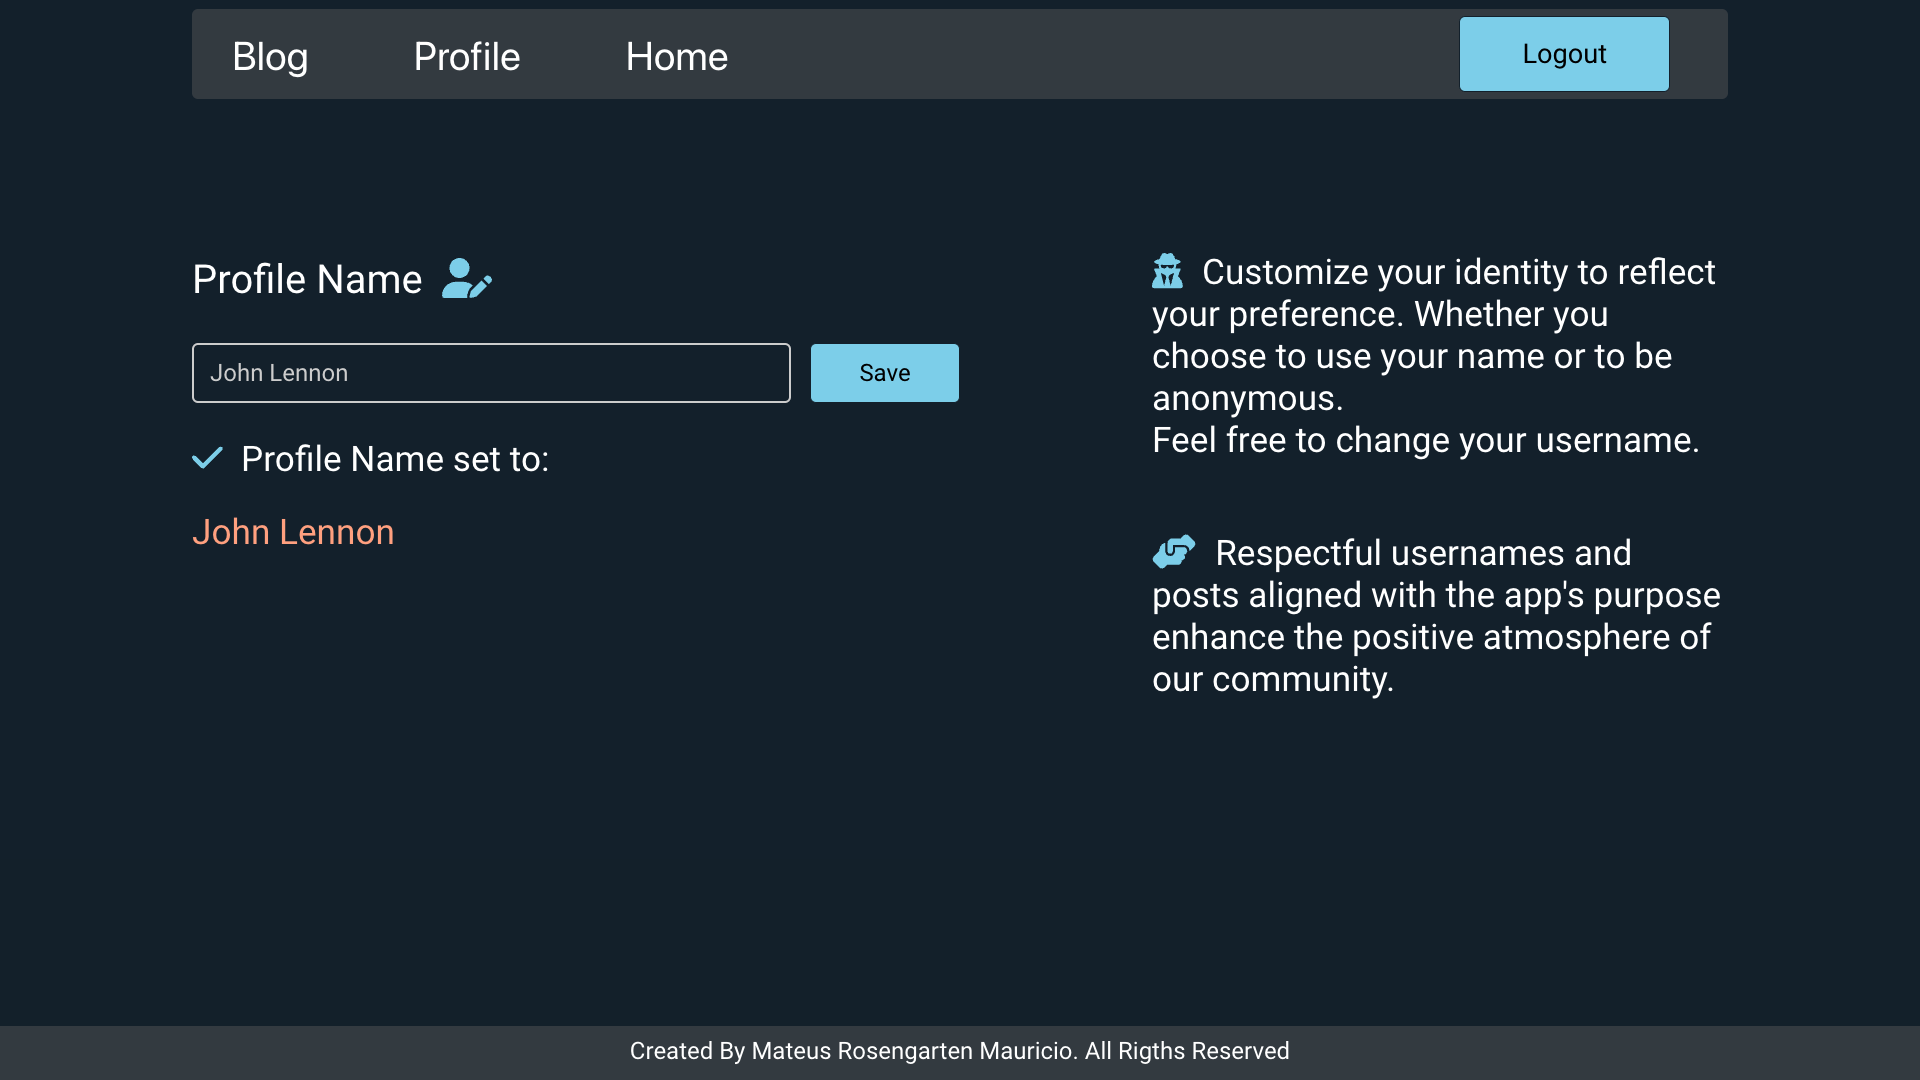 Blog Profile Home Logout
Profile Name
John Lennon Save
Profile Name set to:
John Lennon
Customize your identity to reflect
your preference. Whether you
choose to use your name or to be
anonymous.
Feel free to change your username.
Respectful usernames and
posts aligned with the app's purpose
enhance the positive atmosphere of
our community.
Created By Mateus Rosengarten Mauricio. All Rigths Reserved